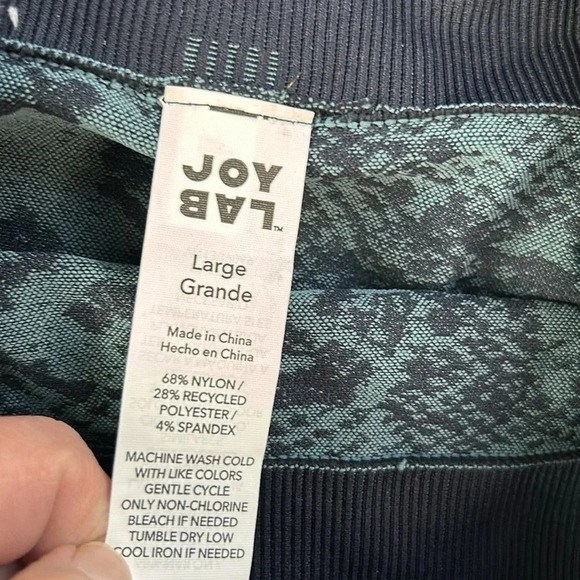 JOY
LAB™
Large
Grande
Made in China
Hecho en China
68% NYLON /
28% RECYCLED
POLYESTER /
4% SPANDEX
MACHINE WASH COLD
WITH LIKE COLORS
GENTLE CYCLE
ONLY NON-CHLORINE
BLEACH IF NEEDED
TUMBLE DRY LOW
COOL IRON IF NEEDED